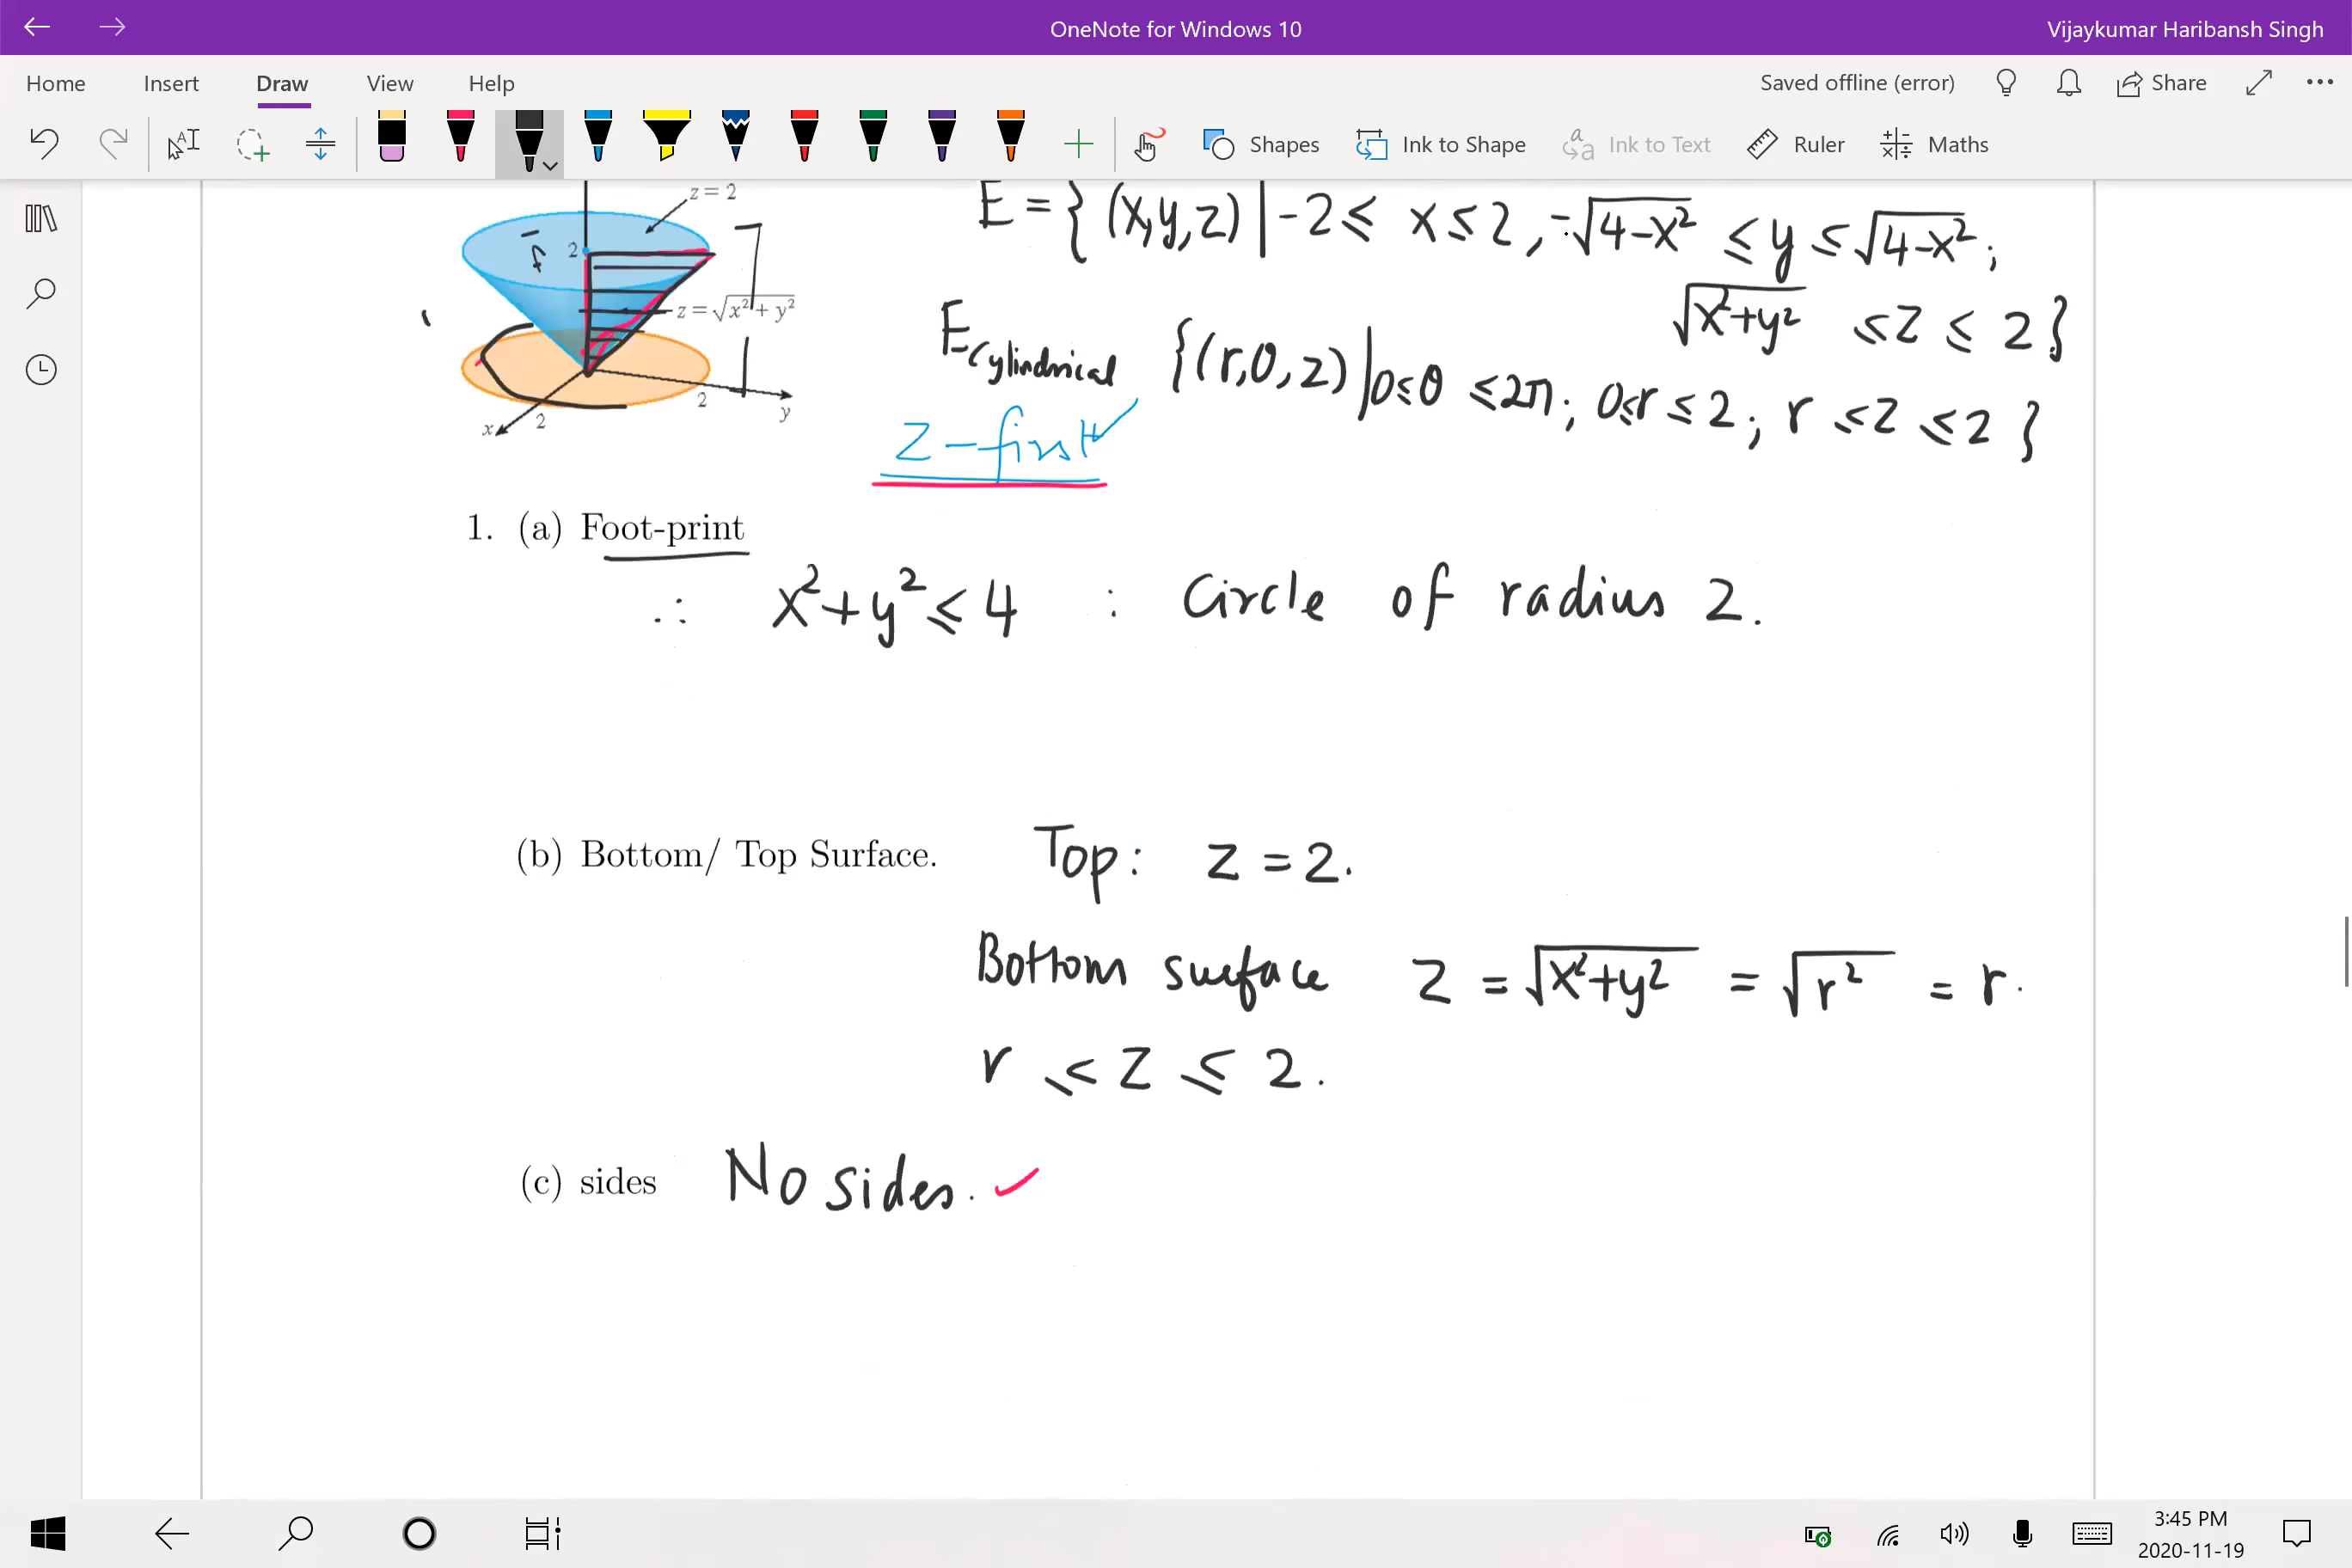 OneNote for Windows 10
Vijaykumar Haribansh Singh
Home Insert Draw View Help
Saved offline (error) Share
Shapes Ink to Shape Ink to Text Ruler Maths
z = 2
2
z = √x² + y²
2
2
x
y
E = { (x,y,z) | -2 ≤ x ≤ 2, -√4-x² ≤ y ≤ √4-x² ;
√x²+y² ≤ z ≤ 2 }
E cylindrical {(r,θ,z) | 0≤θ ≤2π ; 0≤r ≤ 2 ; r ≤ z ≤ 2 }
z - first ✓
1. (a) Foot-print
∴ x²+y² ≤ 4 : Circle of radius 2.
(b) Bottom/ Top Surface. Top: z = 2.
Bottom surface z = √x²+y² = √r² = r.
r ≤ z ≤ 2.
(c) sides No sides. ✓
3:45 PM
2020-11-19